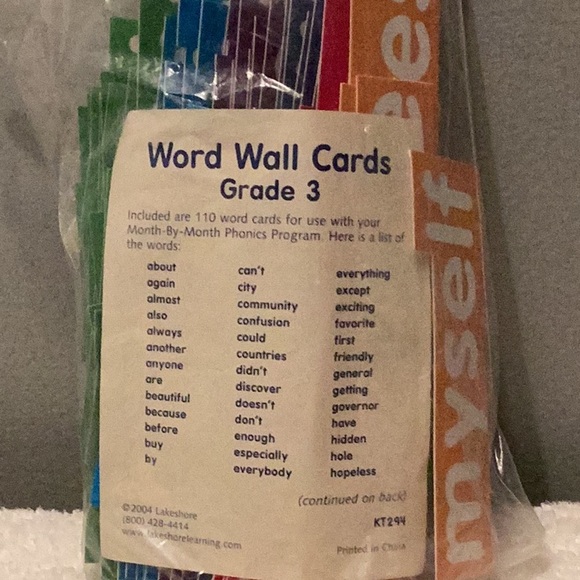 Word Wall Cards
Grade 3
Included are 110 word cards for use with your
Month-By-Month Phonics Program. Here is a list of
the words:
about
again
almost
also
always
another
anyone
are
beautiful
because
before
buy
by
can't
city
community
confusion
could
countries
didn't
discover
doesn't
don't
enough
especially
everybody
everything
except
exciting
favorite
first
friendly
general
getting
governor
have
hidden
hole
hopeless
(continued on back)
©2004 Lakeshore
(800) 428-4414
www.lakeshorelearning.com
KT294
Printed in China
myself